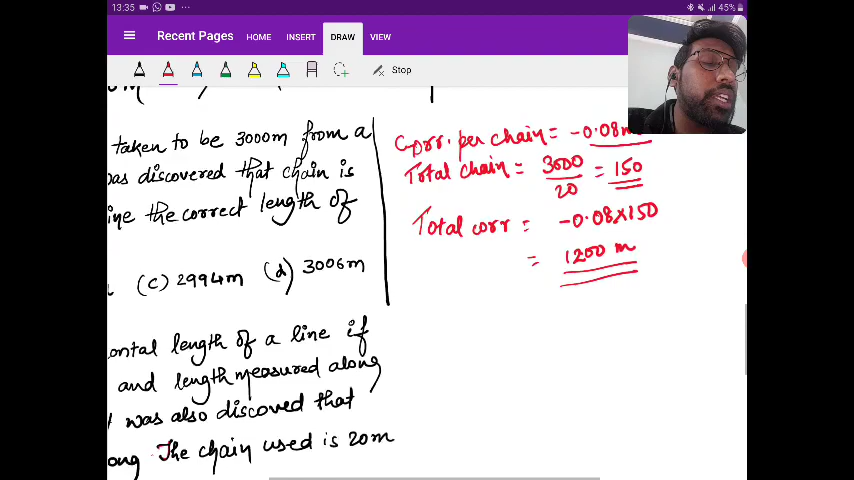 13:35
45%
Recent Pages HOME INSERT DRAW VIEW
Stop
taken to be 3000m from a
was discovered that chain is
ine the correct length of
(c) 2994m (d) 3006m
ontal length of a line if
and length measured along
t was also discoved that
ong. The chain used is 20m
Corr. per chain = -0.08m
Total chain = 3000/20 = 150
Total corr = -0.08x150
= 1200 m